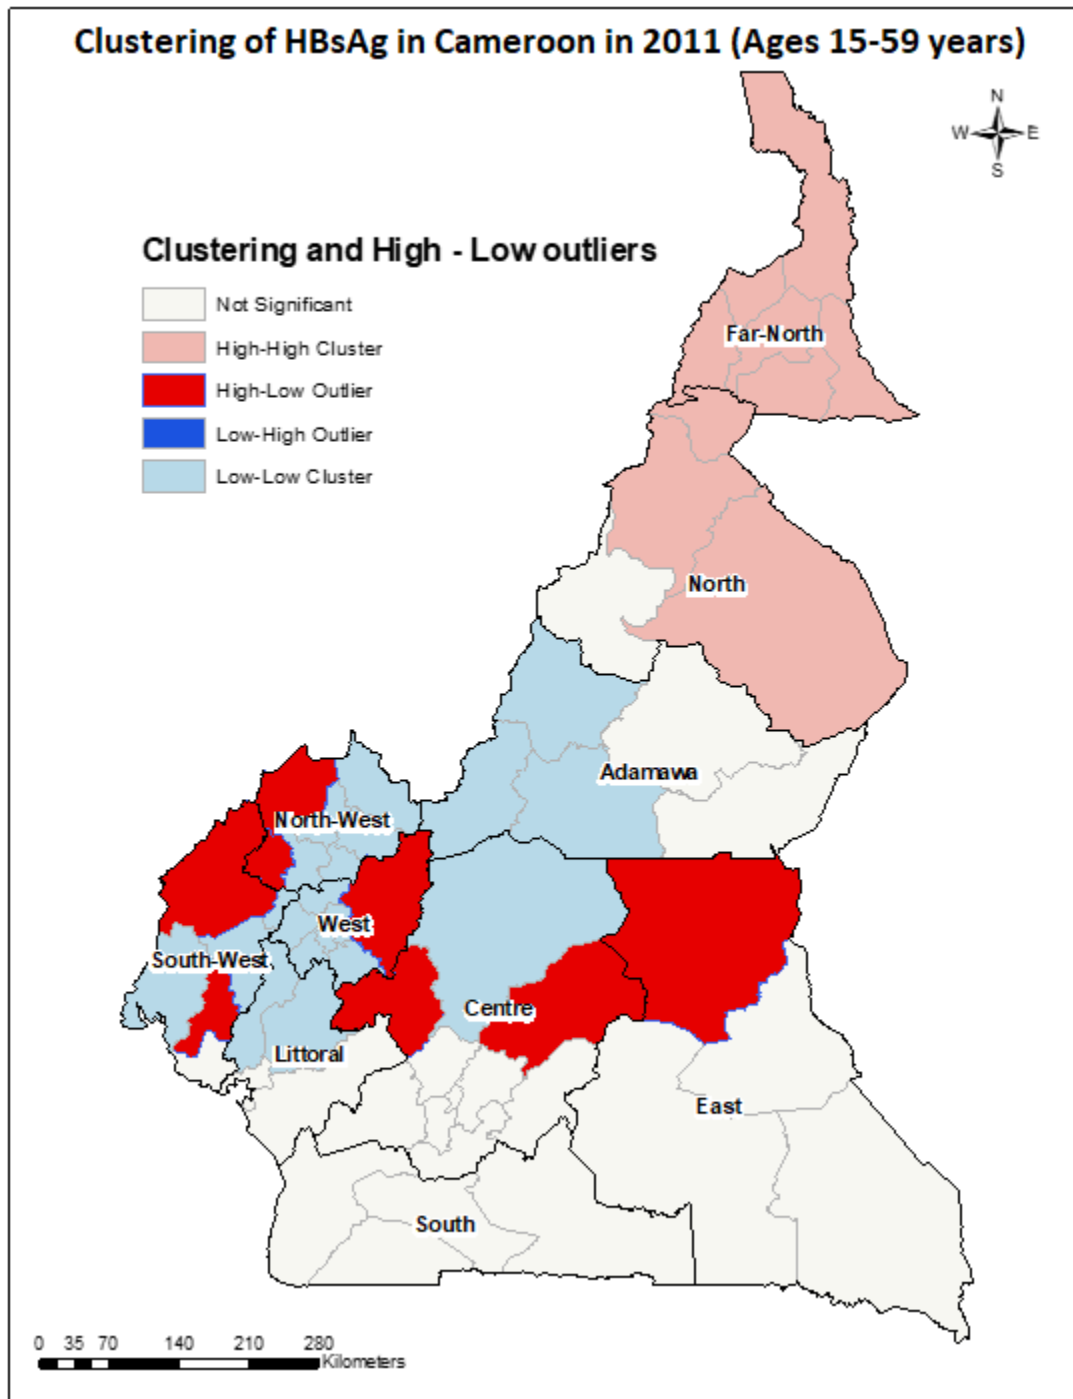 Clustering of HBsAg in Cameroon in 2011 (Ages 15-59 years)
N
W E
S
Clustering and High - Low outliers
Not Significant
High-High Cluster
High-Low Outlier
Low-High Outlier
Low-Low Cluster
Far-North
North
Adamawa
North-West
West
South-West
Centre
Littoral
East
South
0 35 70 140 210 280
Kilometers